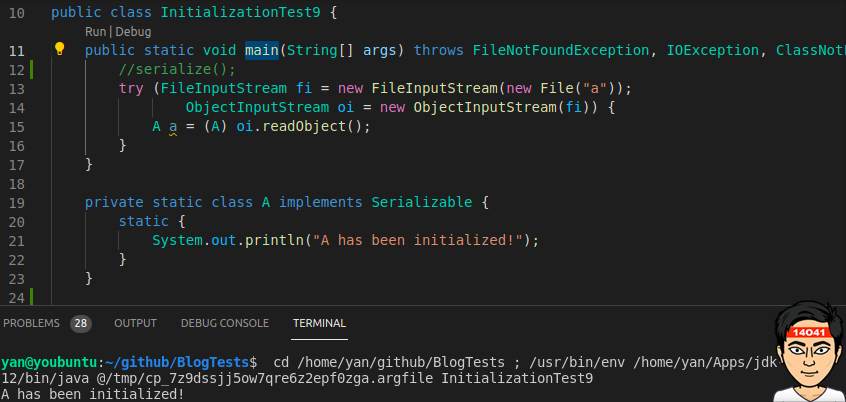 10 public class InitializationTest9 {
Run | Debug
11 public static void main(String[] args) throws FileNotFoundException, IOException, ClassNotF
12 //serialize();
13 try (FileInputStream fi = new FileInputStream(new File("a"));
14 ObjectInputStream oi = new ObjectInputStream(fi)) {
15 A a = (A) oi.readObject();
16 }
17 }
18
19 private static class A implements Serializable {
20 static {
21 System.out.println("A has been initialized!");
22 }
23 }
24
PROBLEMS 28 OUTPUT DEBUG CONSOLE TERMINAL
14041
yan@youbuntu:~/github/BlogTests$ cd /home/yan/github/BlogTests ; /usr/bin/env /home/yan/Apps/jdk
12/bin/java @/tmp/cp_7z9dssjj5ow7qre6z2epf0zga.argfile InitializationTest9
A has been initialized!